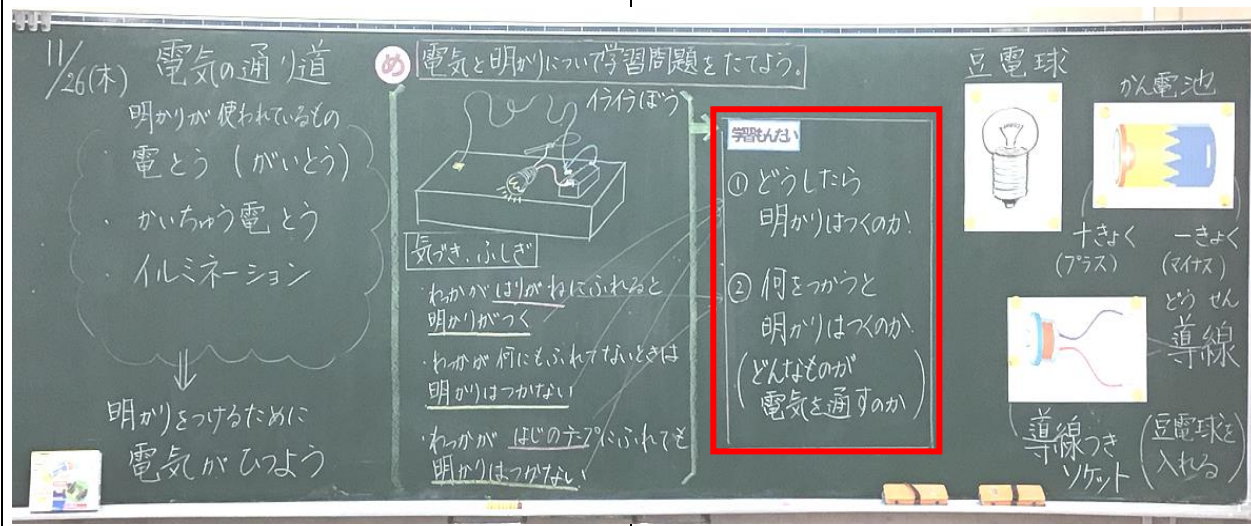 11/26(木)
電気の通り道
明かりが使われているもの
・電とう(がいとう)
・かいちゅう電とう
・イルミネーション
明かりをつけるために
電気がひつよう
め
電気と明かりについて学習問題をたてよう。
イライラぼう
気づき、ふしぎ
・わっかがはりがねにふれると
明かりがつく
・わっかが何にもふれてないときは
明かりはつかない
・わっかがはじのテープにふれても
明かりはつかない
学習もんだい
① どうしたら
明かりはつくのか。
② 何をつかうと
明かりはつくのか。
(どんなものが
電気を通すのか)
豆電球
かん電池
+きょく
(プラス)
-きょく
(マイナス)
どうせん
導線
導線つき
ソケット
(豆電球を
入れる)